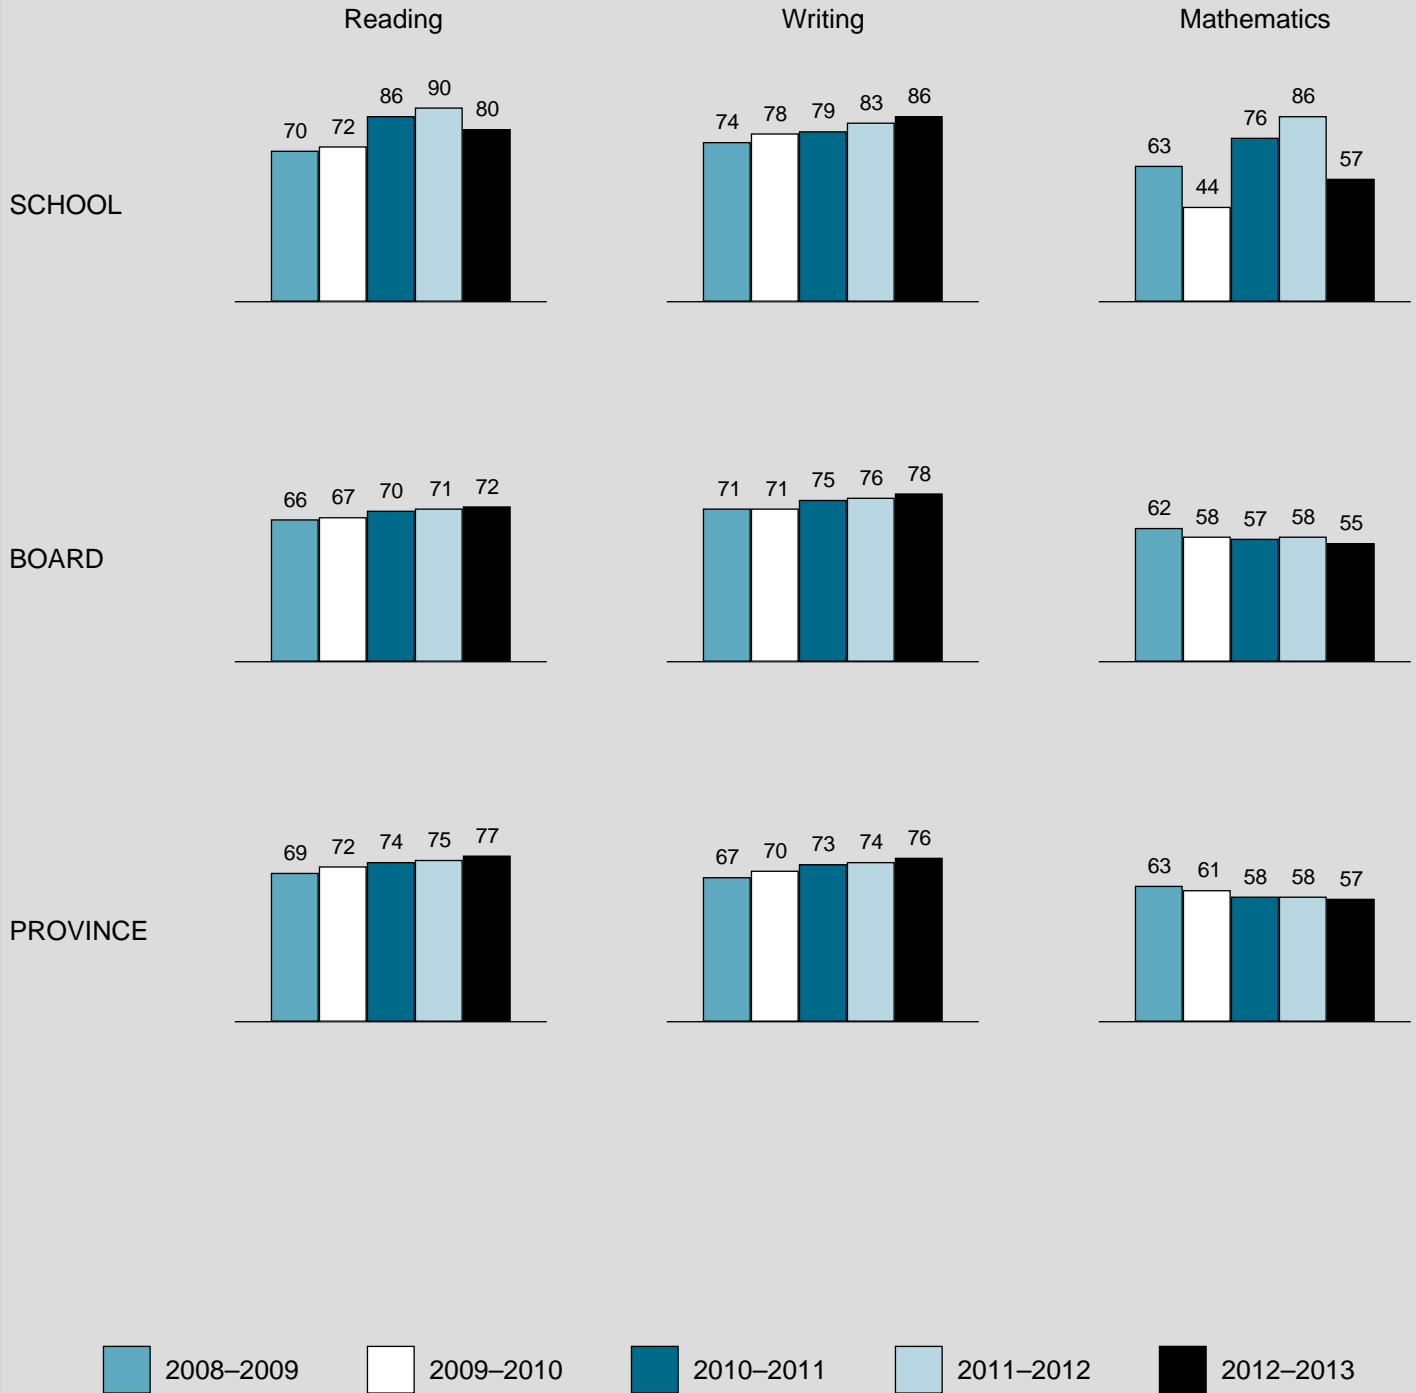 Reading Writing Mathematics
SCHOOL
70 72 86 90 80
74 78 79 83 86
63 44 76 86 57
BOARD
66 67 70 71 72
71 71 75 76 78
62 58 57 58 55
PROVINCE
69 72 74 75 77
67 70 73 74 76
63 61 58 58 57
2008–2009 2009–2010 2010–2011 2011–2012 2012–2013